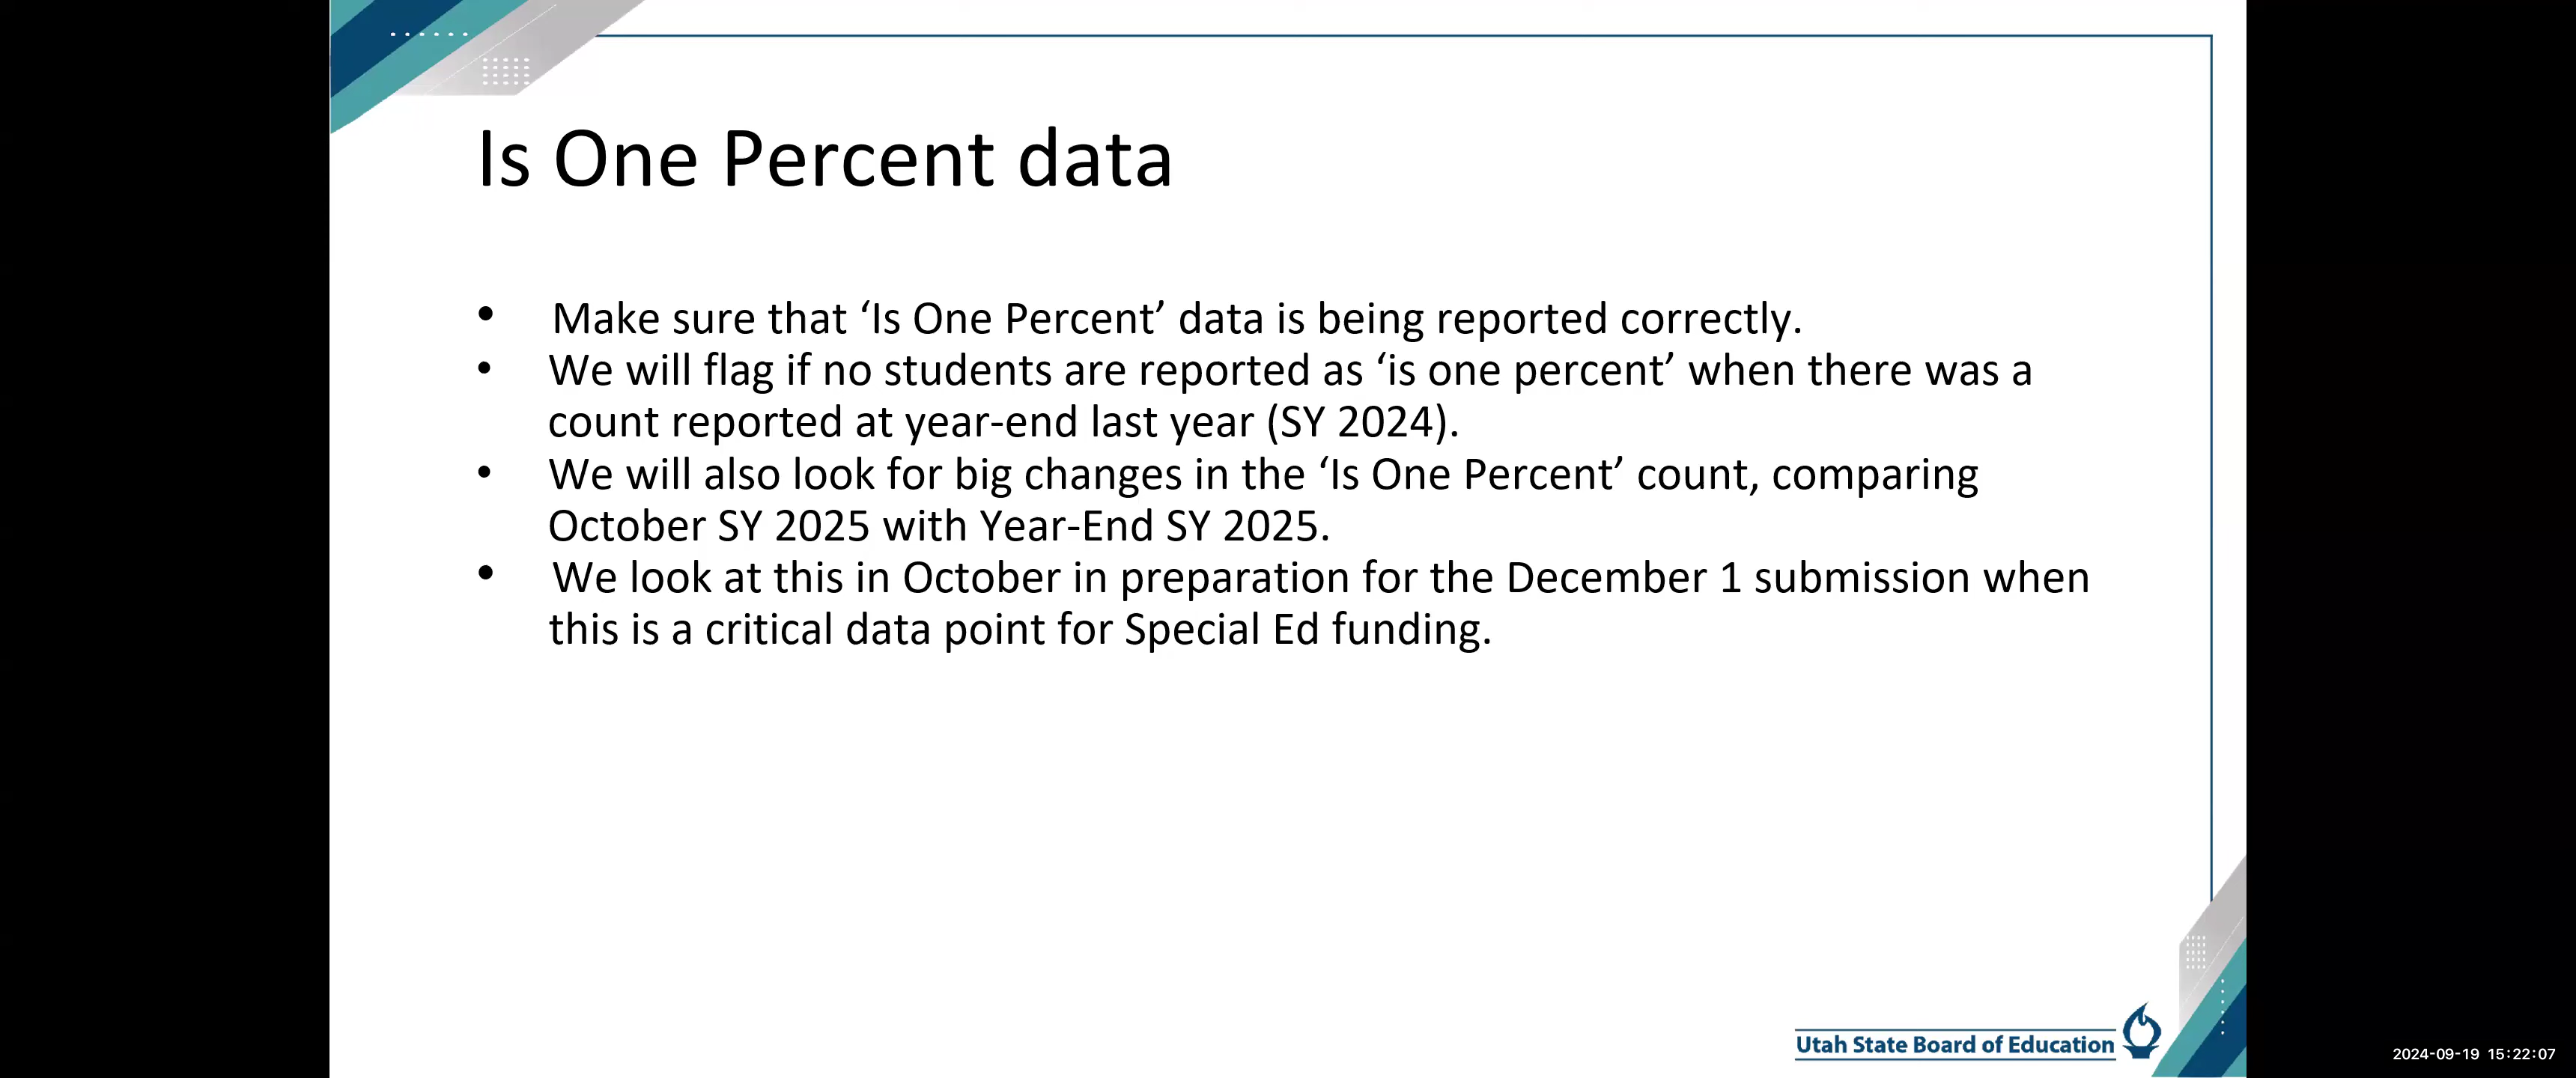 Is One Percent data
• Make sure that ‘Is One Percent’ data is being reported correctly.
• We will flag if no students are reported as ‘is one percent’ when there was a
count reported at year-end last year (SY 2024).
• We will also look for big changes in the ‘Is One Percent’ count, comparing
October SY 2025 with Year-End SY 2025.
• We look at this in October in preparation for the December 1 submission when
this is a critical data point for Special Ed funding.
Utah State Board of Education
2024-09-19 15:22:07